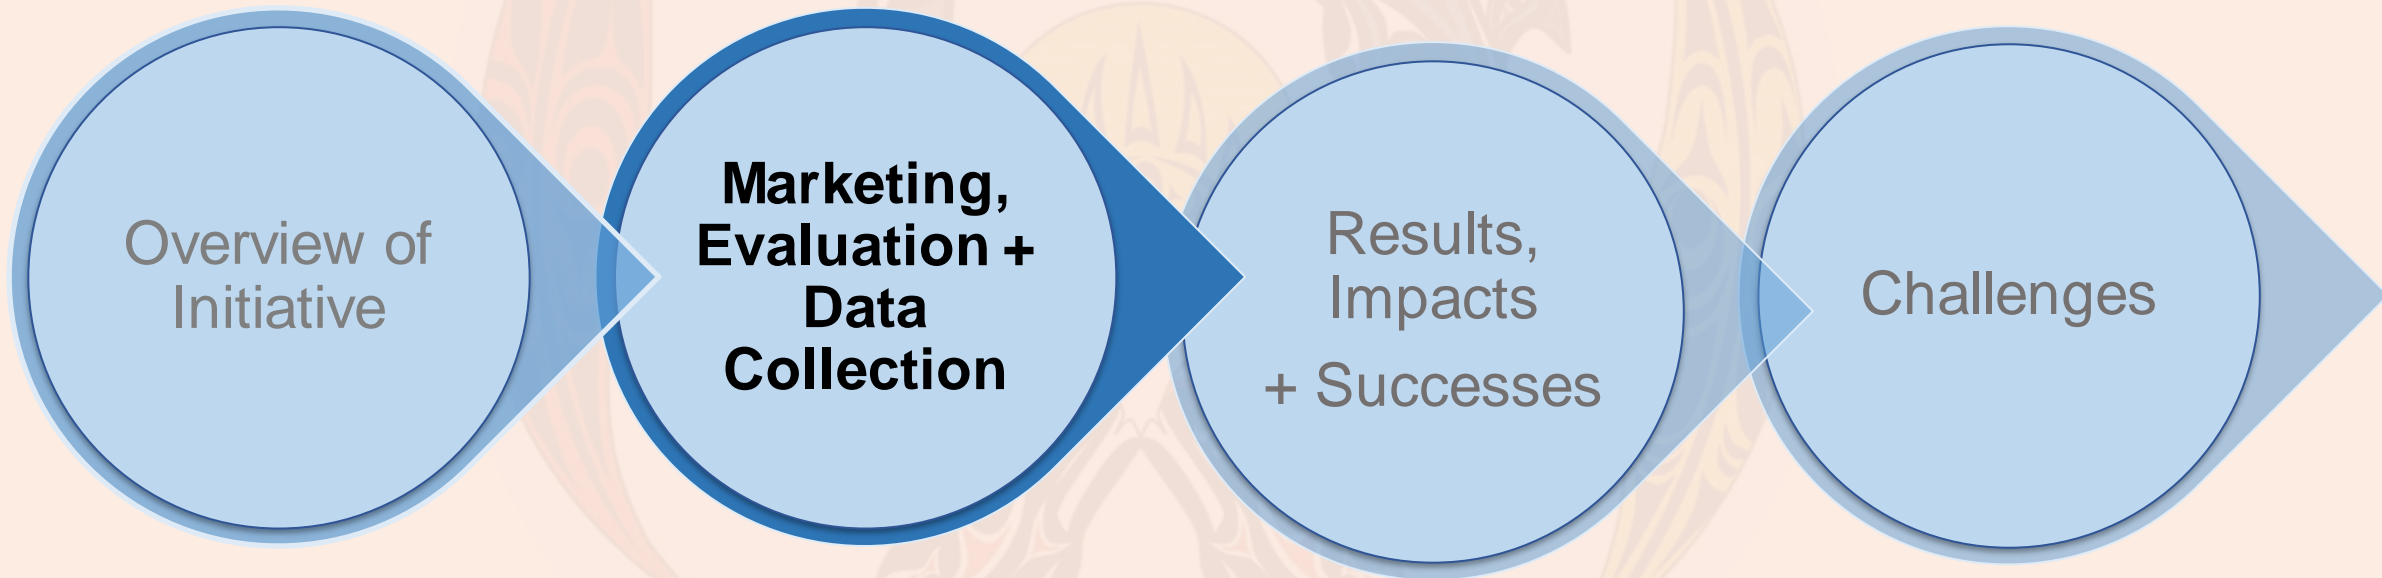 Overview of
Initiative
Marketing,
Evaluation +
Data
Collection
Results,
Impacts
+ Successes
Challenges